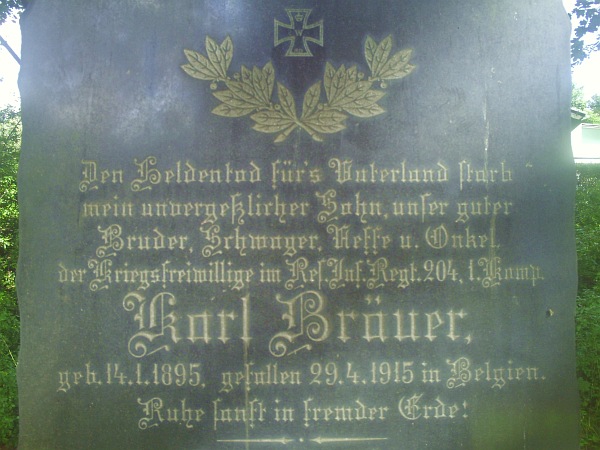 Den Heldentod für's Vaterland starb
mein unvergeßlicher Sohn, unser guter
Bruder, Schwager, Neffe u. Onkel,
der Kriegsfreiwillige im Res. Inf. Regt. 204, 1. Komp.
Karl Bräuer,
geb. 14.1.1895, gefallen 29.4.1915 in Belgien.
Ruhe sanft in fremder Erde!